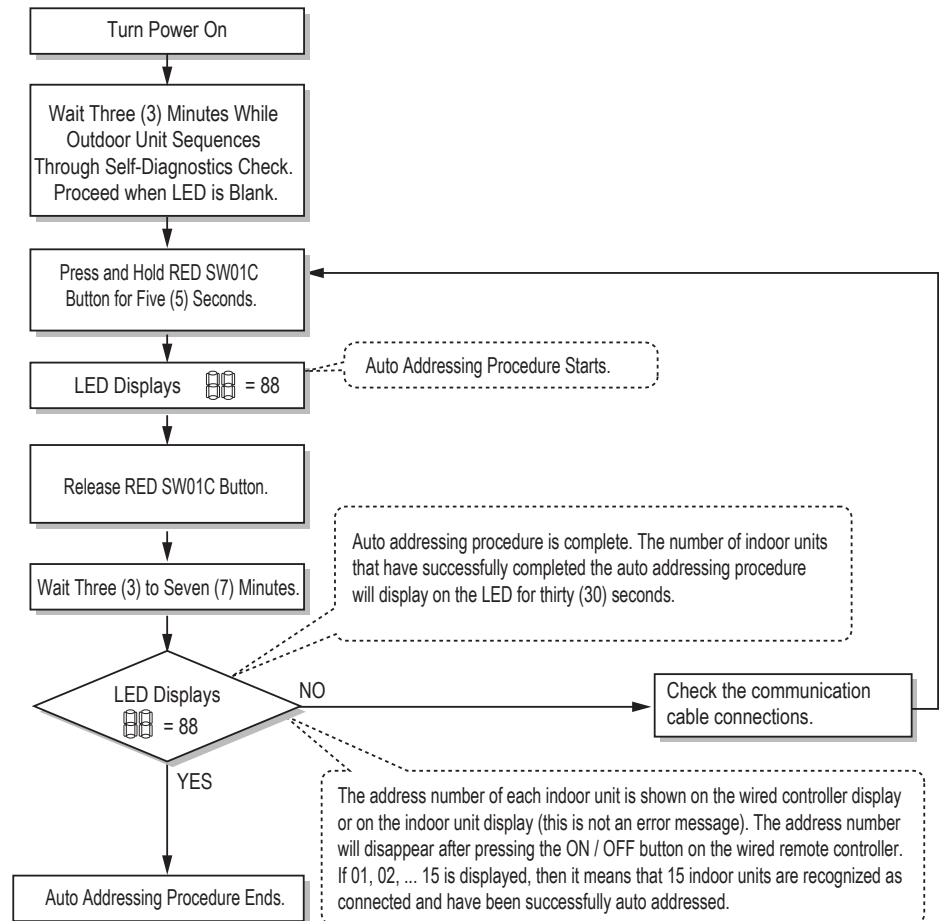 Turn Power On
Wait Three (3) Minutes While
Outdoor Unit Sequences
Through Self-Diagnostics Check.
Proceed when LED is Blank.
Press and Hold RED SW01C
Button for Five (5) Seconds.
LED Displays 88 = 88
Auto Addressing Procedure Starts.
Release RED SW01C Button.
Wait Three (3) to Seven (7) Minutes.
Auto addressing procedure is complete. The number of indoor units
that have successfully completed the auto addressing procedure
will display on the LED for thirty (30) seconds.
LED Displays
88 = 88
NO
Check the communication
cable connections.
YES
The address number of each indoor unit is shown on the wired controller display
or on the indoor unit display (this is not an error message). The address number
will disappear after pressing the ON / OFF button on the wired remote controller.
If 01, 02, ... 15 is displayed, then it means that 15 indoor units are recognized as
connected and have been successfully auto addressed.
Auto Addressing Procedure Ends.